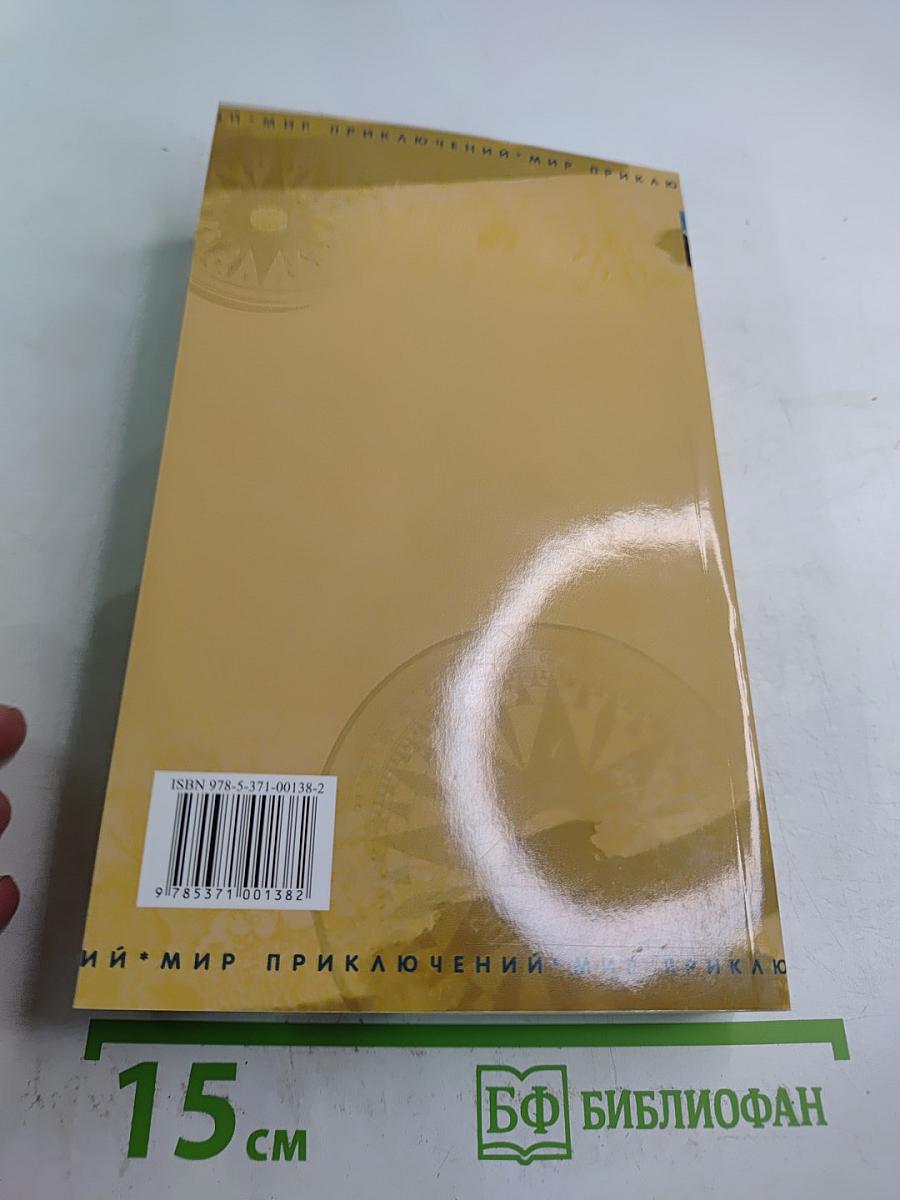 ИЙ*МИР ПРИКЛЮЧЕНИЙ*МИР ПРИКЛЮ
ISBN 978-5-371-00138-2
9 785371 001382
ИЙ*МИР ПРИКЛЮЧЕНИЙ*МИР ПРИКЛЮ
15 см
БФ БИБЛИОФАН